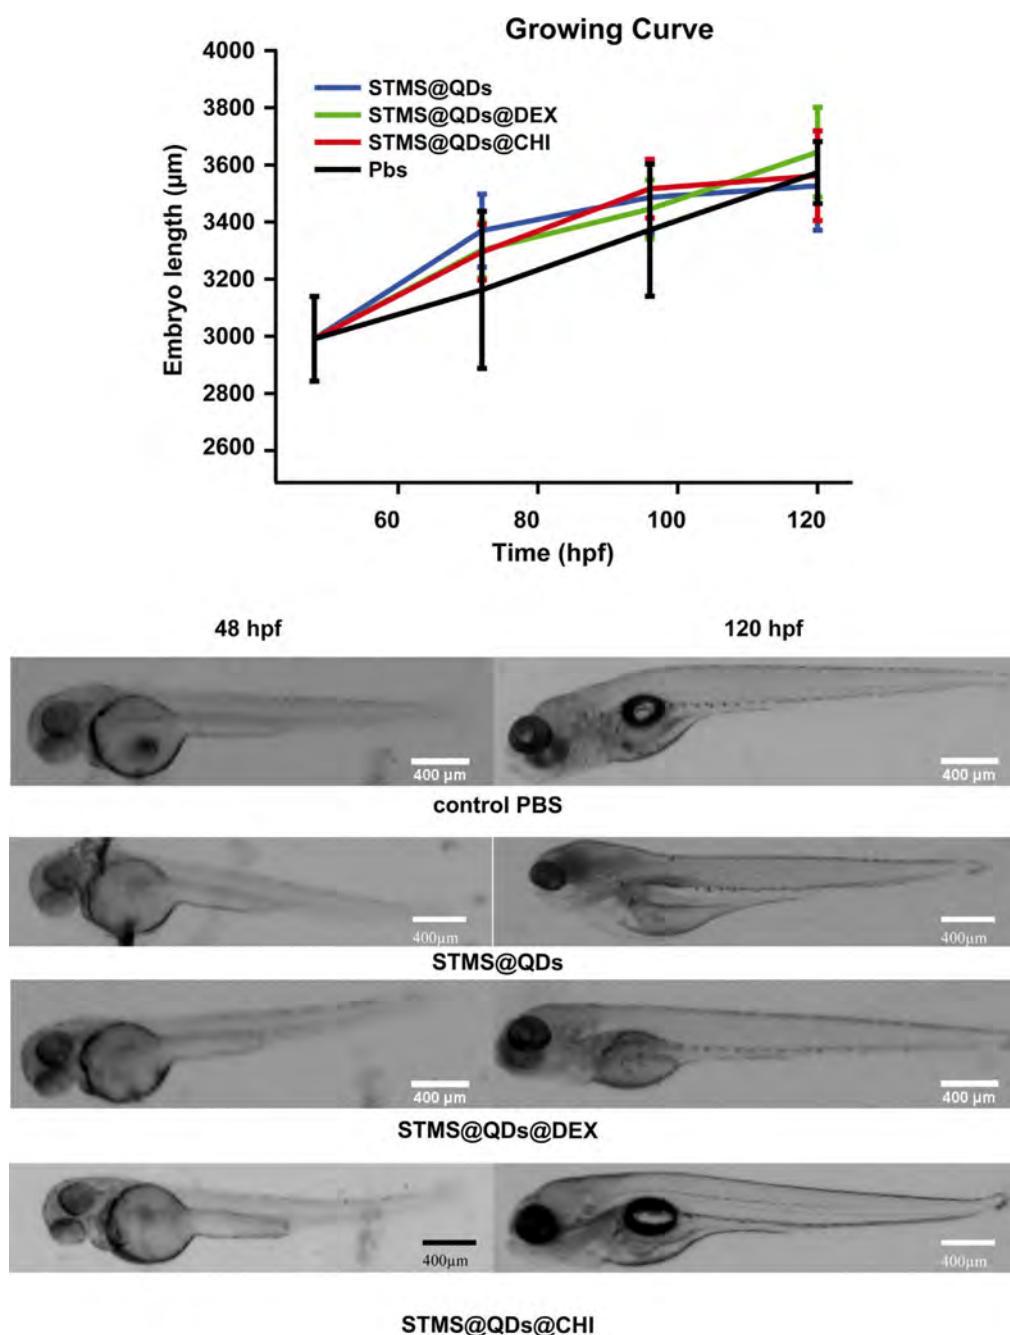 Growing Curve
4000
3800
3600
3400
3200
3000
2800
2600
Embryo length (µm)
STMS@QDs
STMS@QDs@DEX
STMS@QDs@CHI
Pbs
60 80 100 120
Time (hpf)
48 hpf 120 hpf
400 µm 400 µm
control PBS
400µm 400µm
STMS@QDs
400 µm 400 µm
STMS@QDs@DEX
400µm 400µm
STMS@QDs@CHI